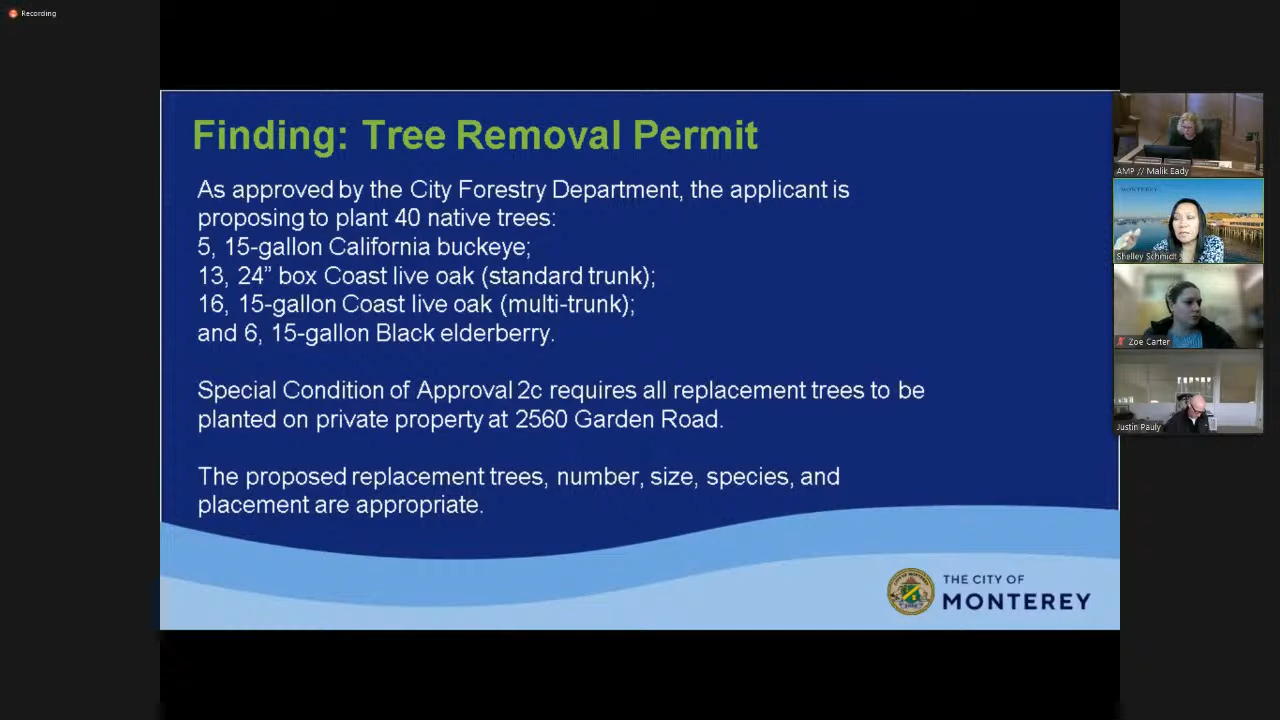 Recording
Finding: Tree Removal Permit
As approved by the City Forestry Department, the applicant is
proposing to plant 40 native trees:
5, 15-gallon California buckeye;
13, 24” box Coast live oak (standard trunk);
16, 15-gallon Coast live oak (multi-trunk);
and 6, 15-gallon Black elderberry.
Special Condition of Approval 2c requires all replacement trees to be
planted on private property at 2560 Garden Road.
The proposed replacement trees, number, size, species, and
placement are appropriate.
THE CITY OF
MONTEREY
AMP // Malik Eady
MONTEREY
Shelley Schmidt
Zoe Carter
Justin Pauly